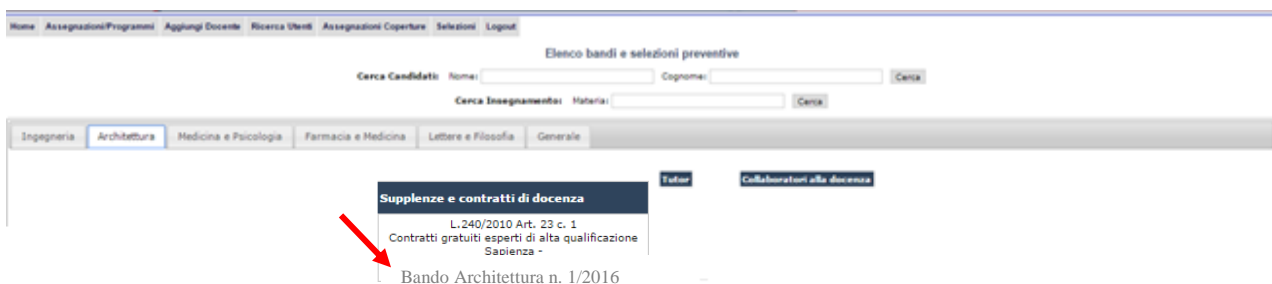 Home Assegnazioni/Programmi Aggiungi Docente Ricerca Utenti Assegnazioni Coperture Selezioni Logout
Elenco bandi e selezioni preventive
Cerca Candidati: Nome: Cognome: Cerca
Cerca Insegnamento: Materia: Cerca
Ingegneria Architettura Medicina e Psicologia Farmacia e Medicina Lettere e Filosofia Generale
Tutor Collaboratori alla docenza
Supplenze e contratti di docenza
L.240/2010 Art. 23 c. 1
Contratti gratuiti esperti di alta qualificazione
Sapienza -
Bando Architettura n. 1/2016